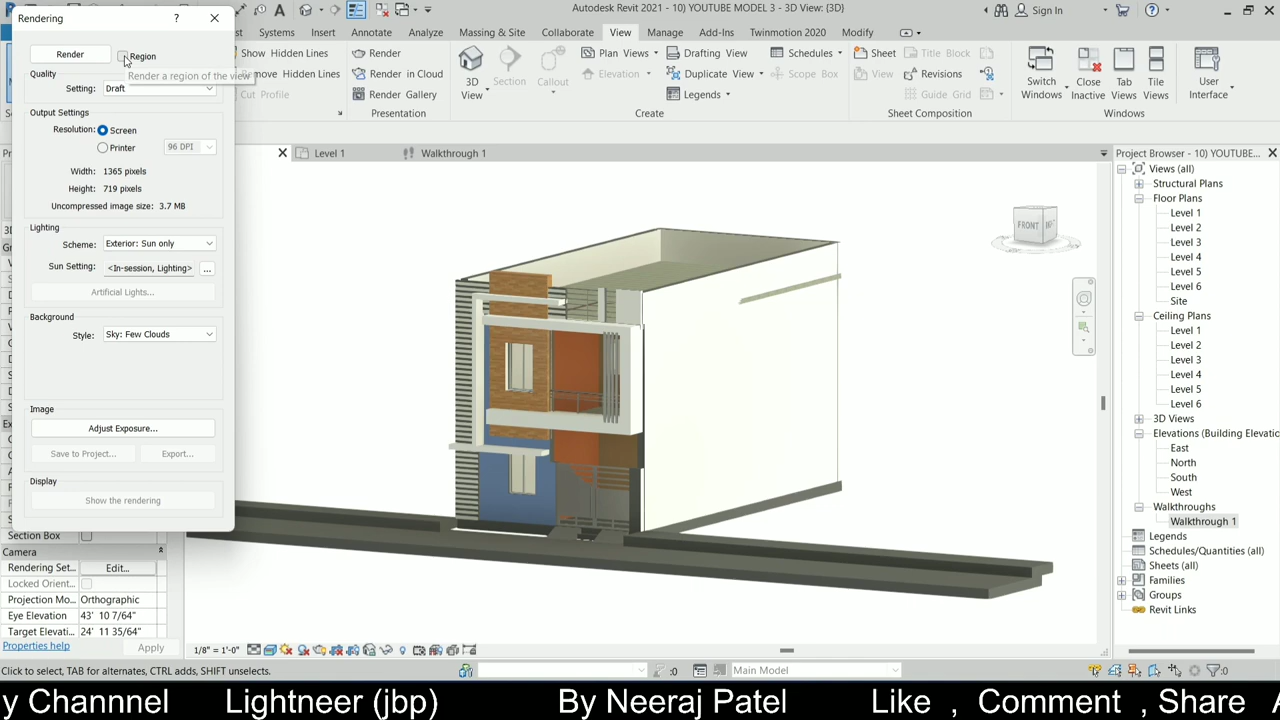 Rendering
?
Autodesk Revit 2021 - 10) YOUTUBE MODEL 3 - 3D View: {3D}
Sign In
Insert Annotate Analyze Massing & Site Collaborate View Manage Add-Ins Twinmotion 2020 Modify
Render
Region
Render a region of the view
Quality
Setting: Draft
Output Settings
Resolution: Screen
Printer 96 DPI
Width: 1365 pixels
Height: 719 pixels
Uncompressed image size: 3.7 MB
Lighting
Scheme: Exterior: Sun only
Sun Setting: <In-session, Lighting> ...
Artificial Lights...
Background
Style: Sky: Few Clouds
Image
Adjust Exposure...
Save to Project... Export...
Display
Show the rendering
Show Hidden Lines
Remove Hidden Lines
Cut Profile
Render
Render in Cloud
Render Gallery
Presentation
3D View
Section
Callout
Plan Views
Elevation
Drafting View
Duplicate View
Legends
Create
Scope Box
Sheet
View
Title Block
Revisions
Guide Grid
Sheet Composition
Switch Windows
Close Inactive
Tab Views
Tile Views
Windows
User Interface
Level 1
Walkthrough 1
FRONT
Project Browser - 10) YOUTUBE...
Views (all)
Structural Plans
Floor Plans
Level 1
Level 2
Level 3
Level 4
Level 5
Level 6
Site
Ceiling Plans
Level 1
Level 2
Level 3
Level 4
Level 5
Level 6
3D Views
Elevations (Building Elevatio
East
North
South
West
Walkthroughs
Walkthrough 1
Legends
Schedules/Quantities (all)
Sheets (all)
Families
Groups
Revit Links
Section Box
Camera
Rendering Set... Edit...
Locked Orient...
Projection Mo... Orthographic
Eye Elevation 43' 10 7/64"
Target Elevati... 24' 11 35/64"
Properties help Apply
1/8" = 1'-0"
Click to select, TAB for alternates, CTRL adds, SHIFT unselects.
:0
Main Model
:0
y Channnel Lightneer (jbp) By Neeraj Patel Like , Comment , Share